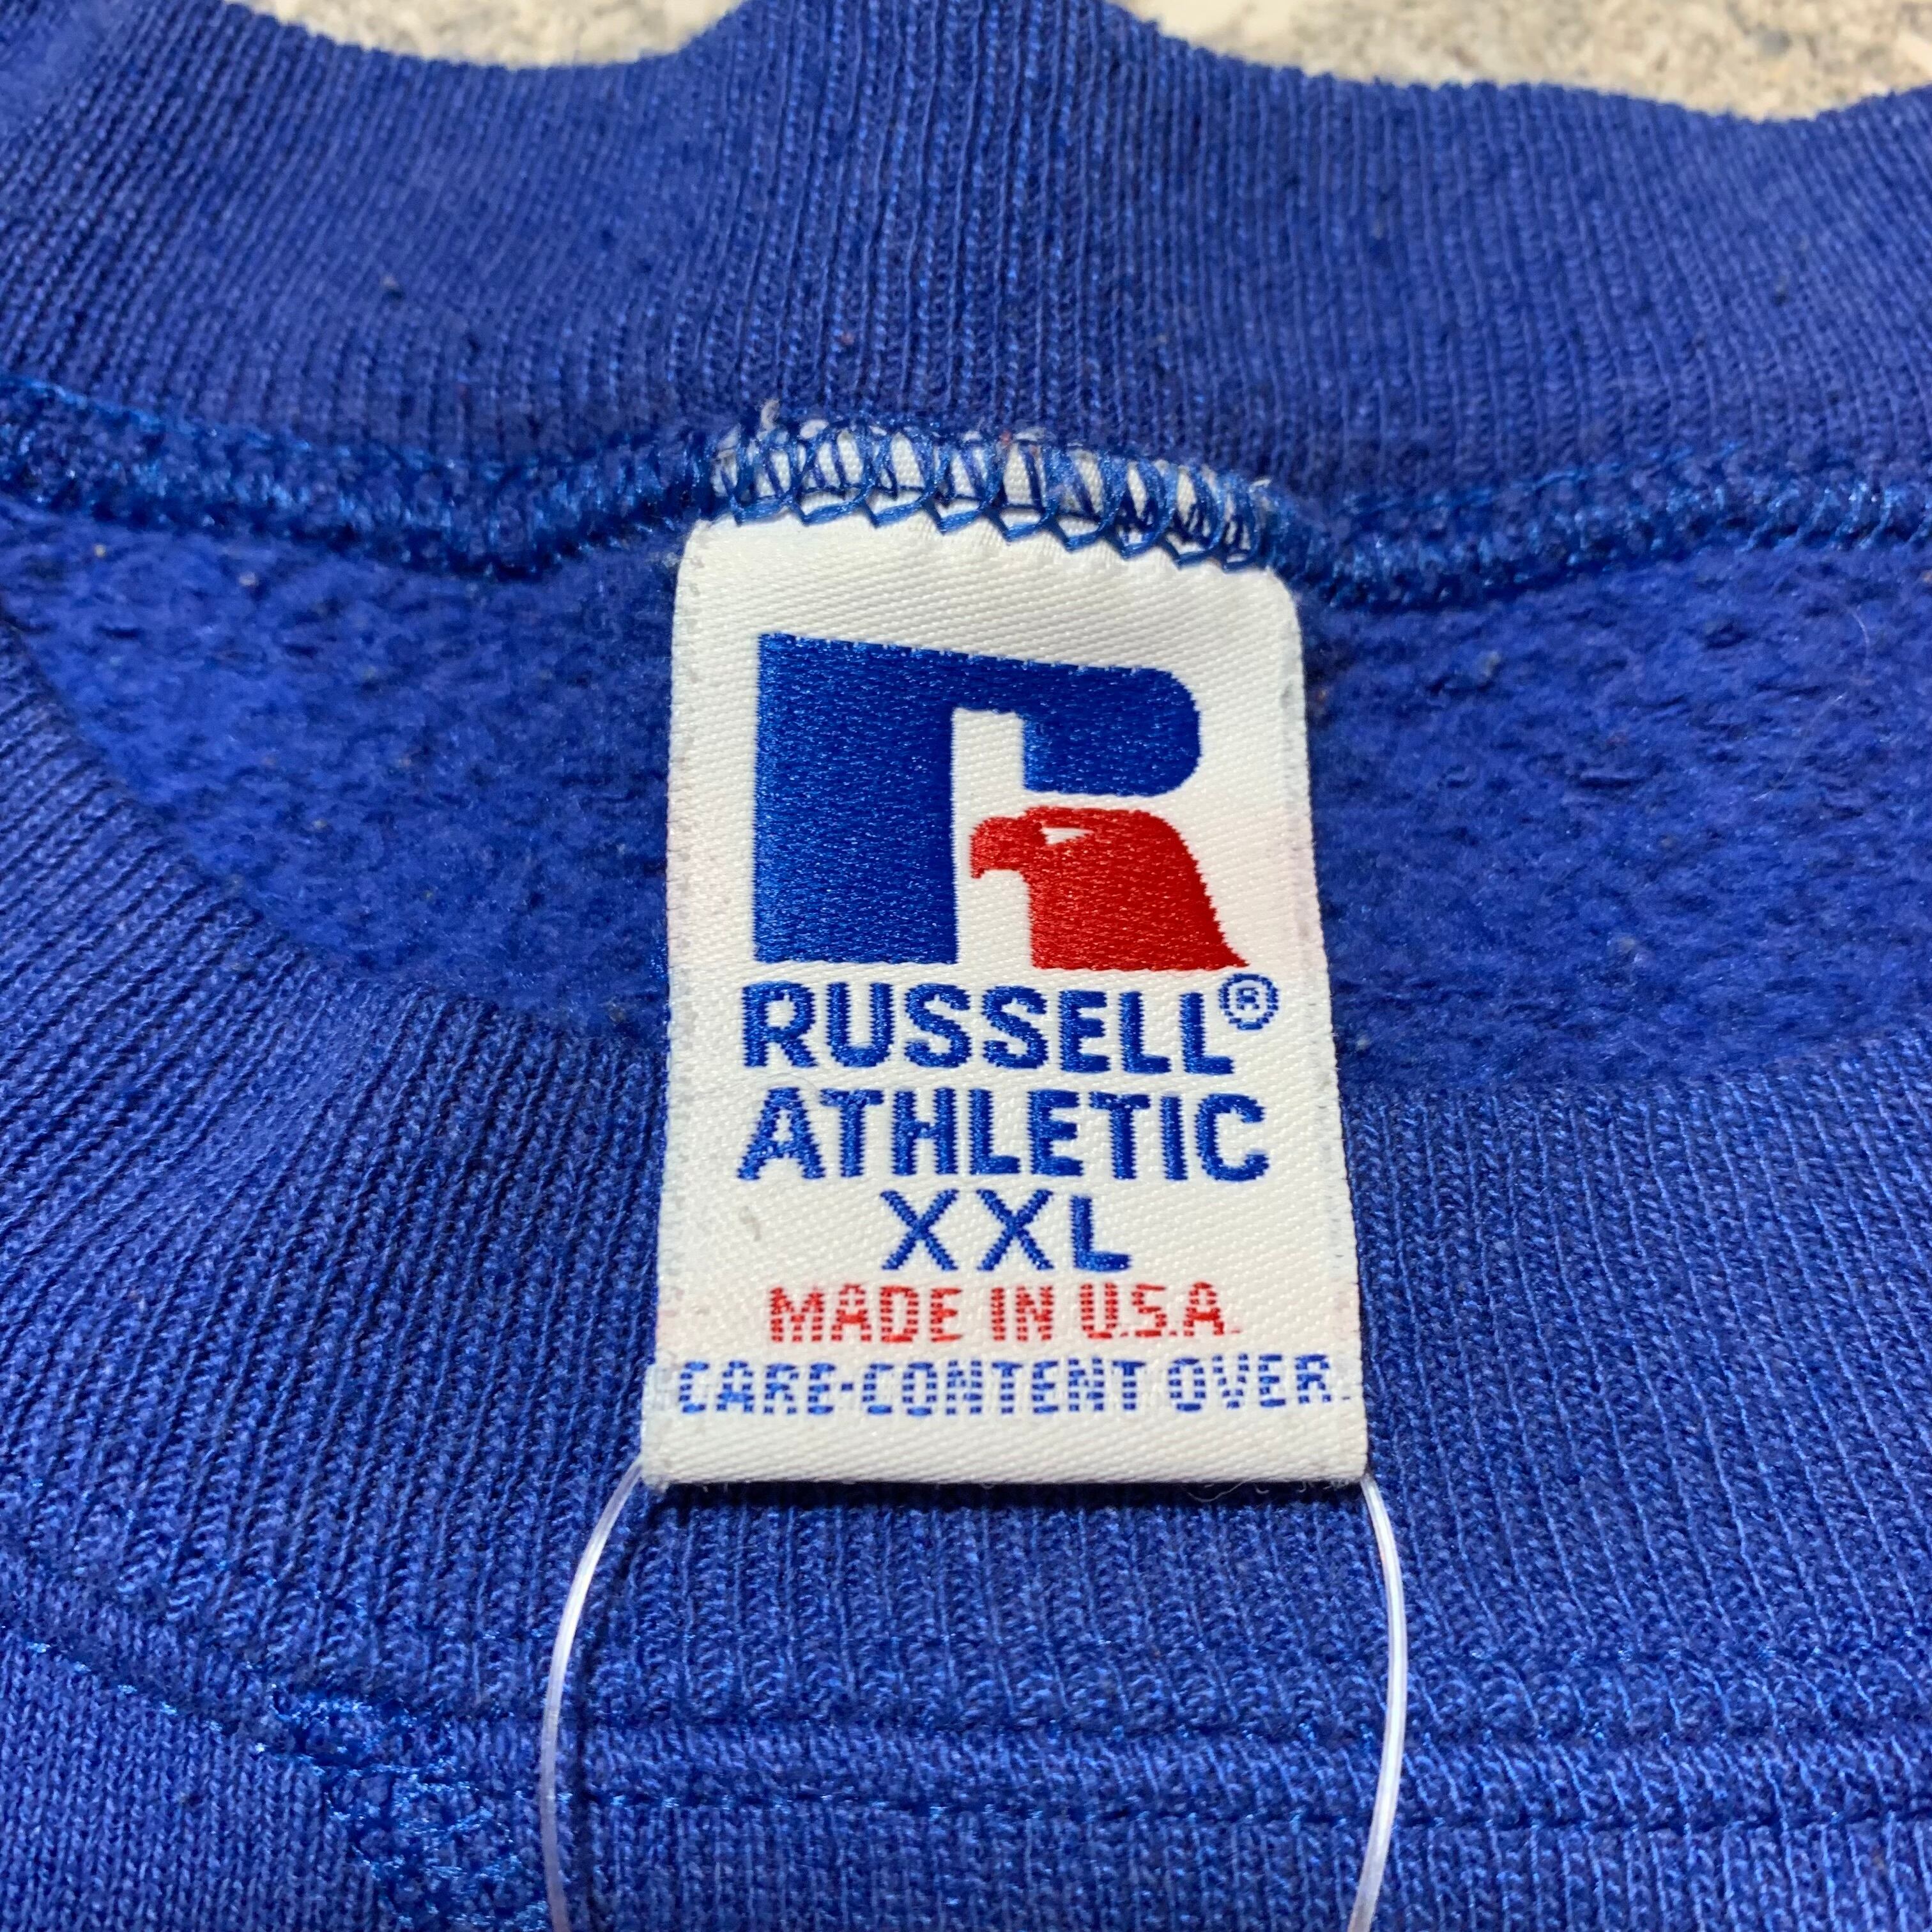 R
RUSSELL®
ATHLETIC
XXL
MADE IN U.S.A.
CARE-CONTENT OVER